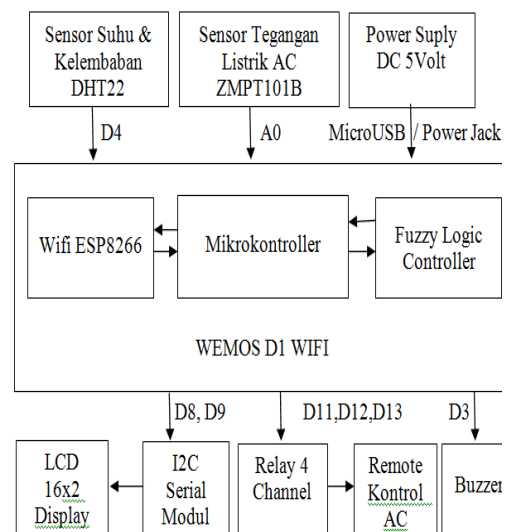 Sensor Suhu &
Kelembaban
DHT22
Sensor Tegangan
Listrik AC
ZMPT101B
Power Suply
DC 5Volt
D4
A0
MicroUSB / Power Jack
Wifi ESP8266
Mikrokontroller
Fuzzy Logic
Controller
WEMOS D1 WIFI
D8, D9
D11,D12,D13
D3
LCD
16x2
Display
I2C
Serial
Modul
Relay 4
Channel
Remote
Kontrol
AC
Buzzer